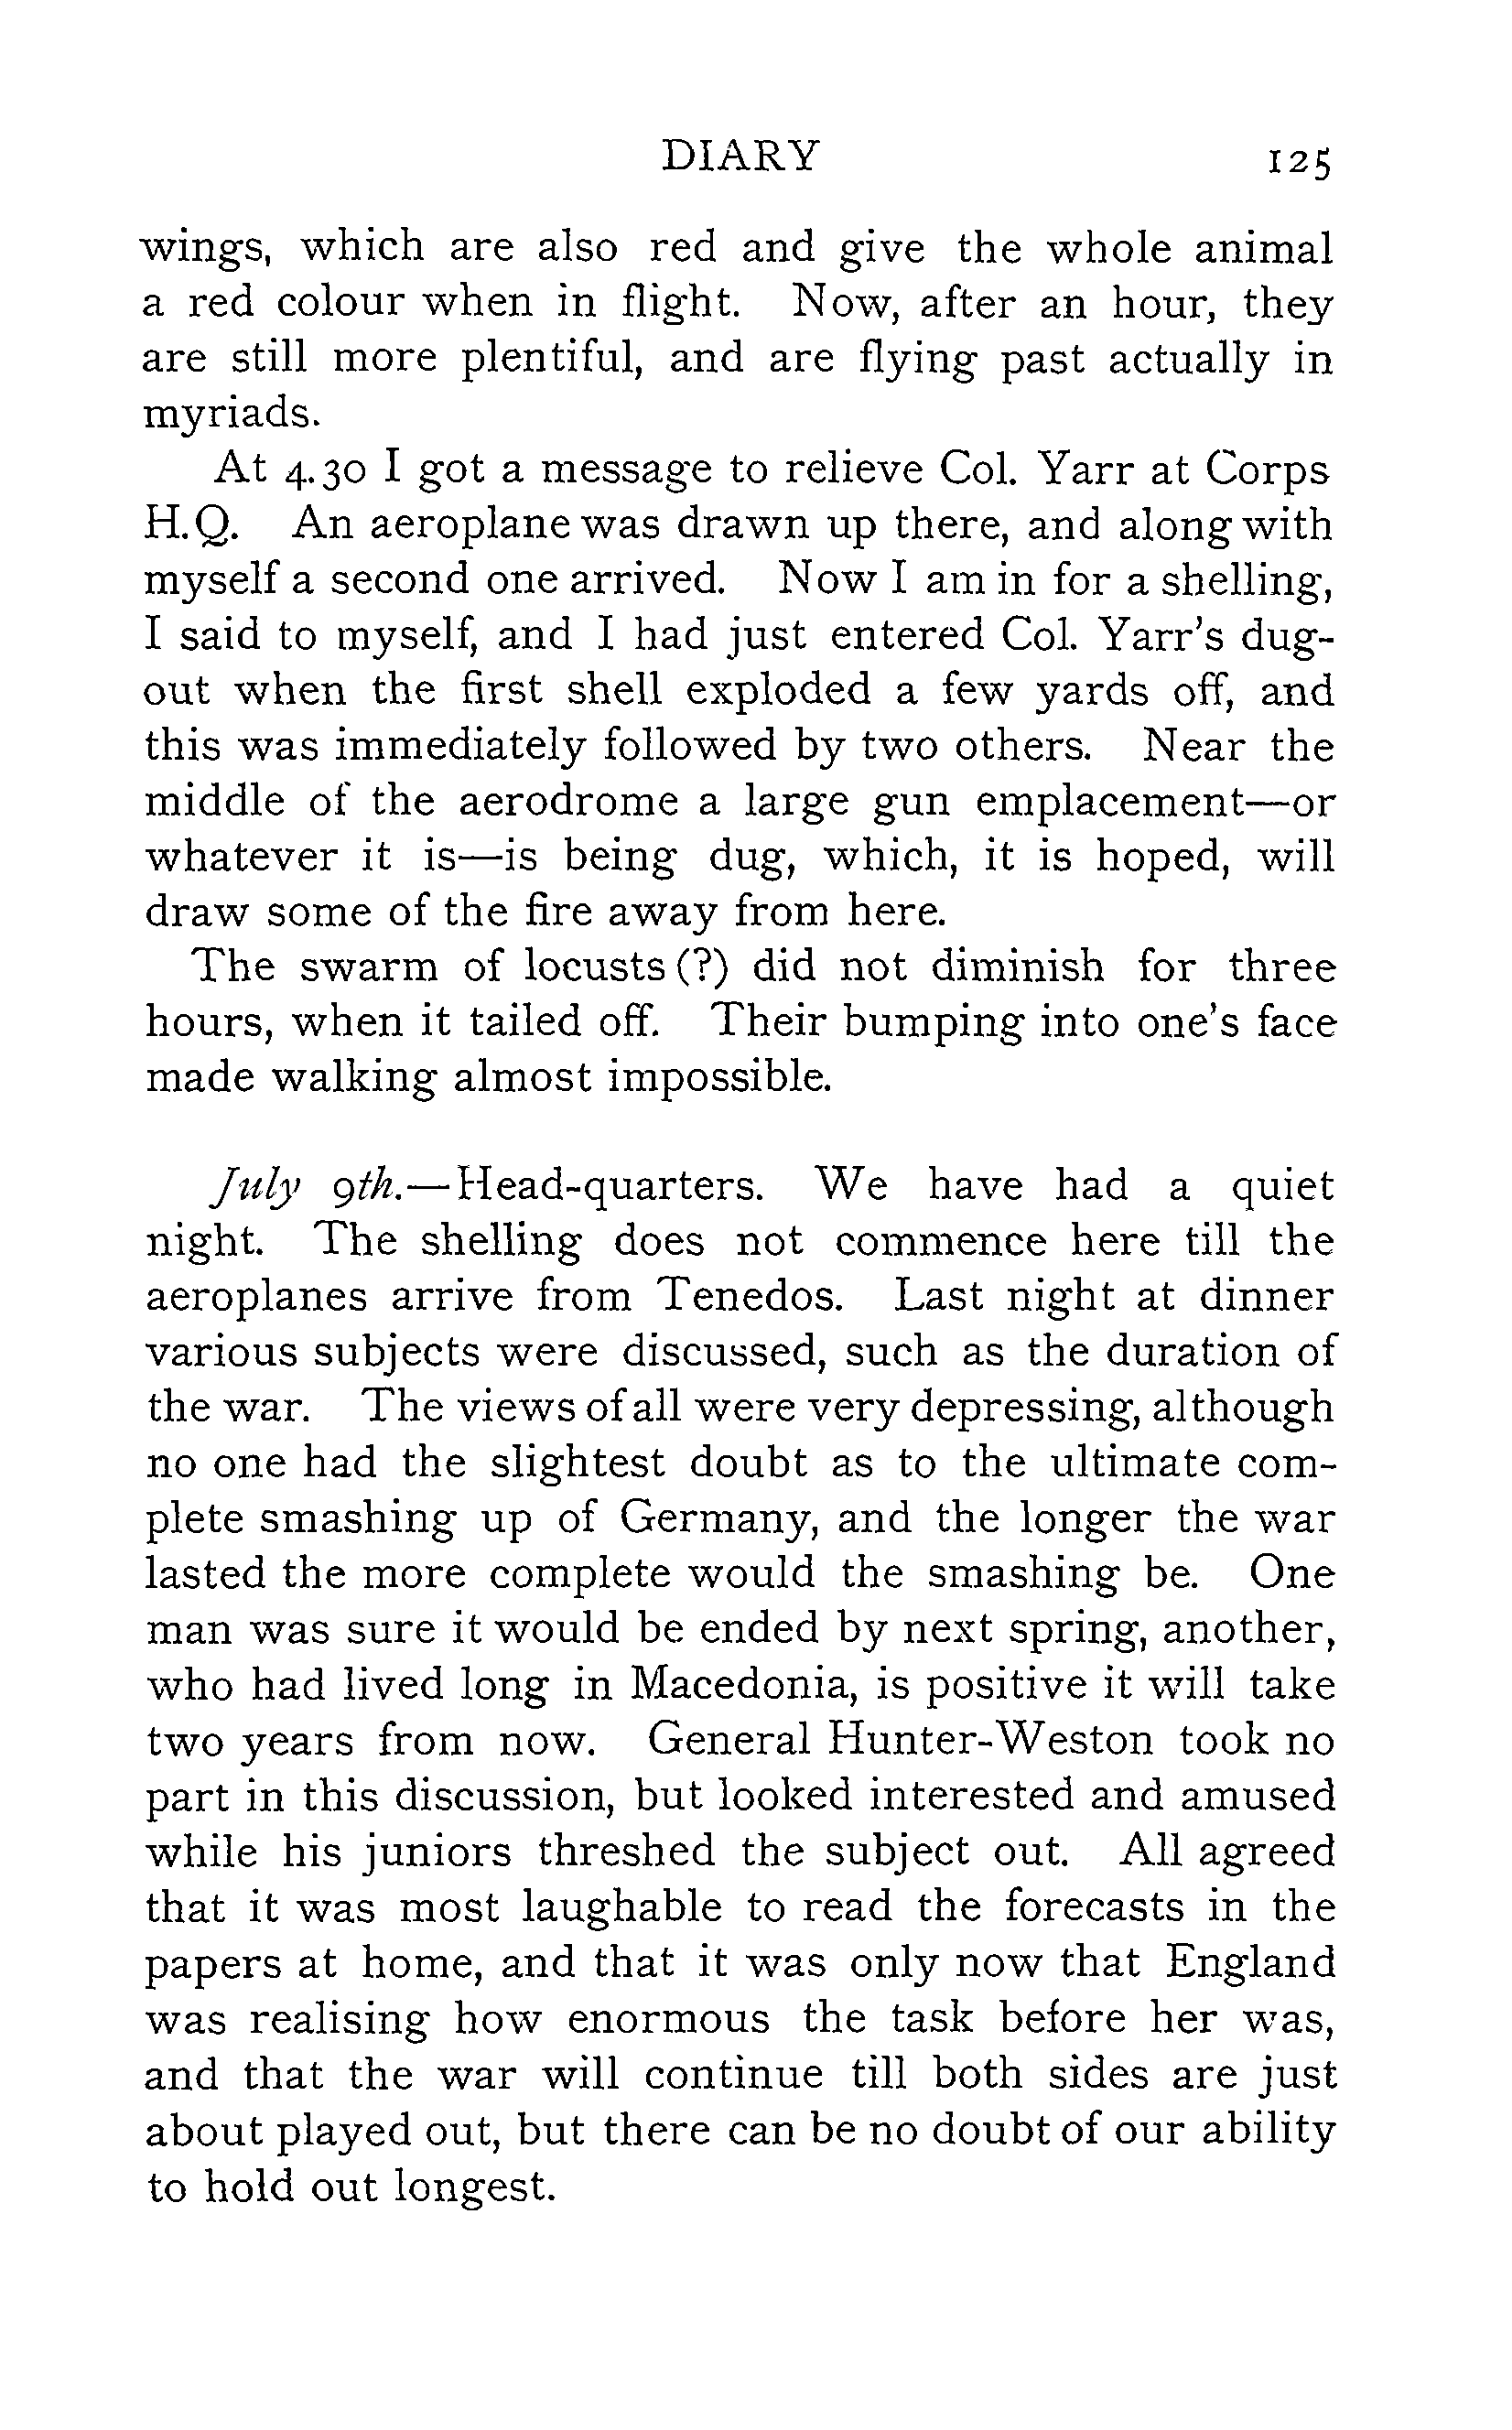 DIARY 125
wings, which are also red and give the whole animal
a red colour when in flight. Now, after an hour, they
are still more plentiful, and are flying past actually in
myriads.
At 4.30 I got a message to relieve Col. Yarr at Corps
H.Q. An aeroplane was drawn up there, and along with
myself a second one arrived. Now I am in for a shelling,
I said to myself, and I had just entered Col. Yarr's dug-
out when the first shell exploded a few yards off, and
this was immediately followed by two others. Near the
middle of the aerodrome a large gun emplacement—or
whatever it is—is being dug, which, it is hoped, will
draw some of the fire away from here.
The swarm of locusts (?) did not diminish for three
hours, when it tailed off. Their bumping into one's face
made walking almost impossible.
July 9th.—Head-quarters. We have had a quiet
night. The shelling does not commence here till the
aeroplanes arrive from Tenedos. Last night at dinner
various subjects were discussed, such as the duration of
the war. The views of all were very depressing, although
no one had the slightest doubt as to the ultimate com-
plete smashing up of Germany, and the longer the war
lasted the more complete would the smashing be. One
man was sure it would be ended by next spring, another,
who had lived long in Macedonia, is positive it will take
two years from now. General Hunter-Weston took no
part in this discussion, but looked interested and amused
while his juniors threshed the subject out. All agreed
that it was most laughable to read the forecasts in the
papers at home, and that it was only now that England
was realising how enormous the task before her was,
and that the war will continue till both sides are just
about played out, but there can be no doubt of our ability
to hold out longest.